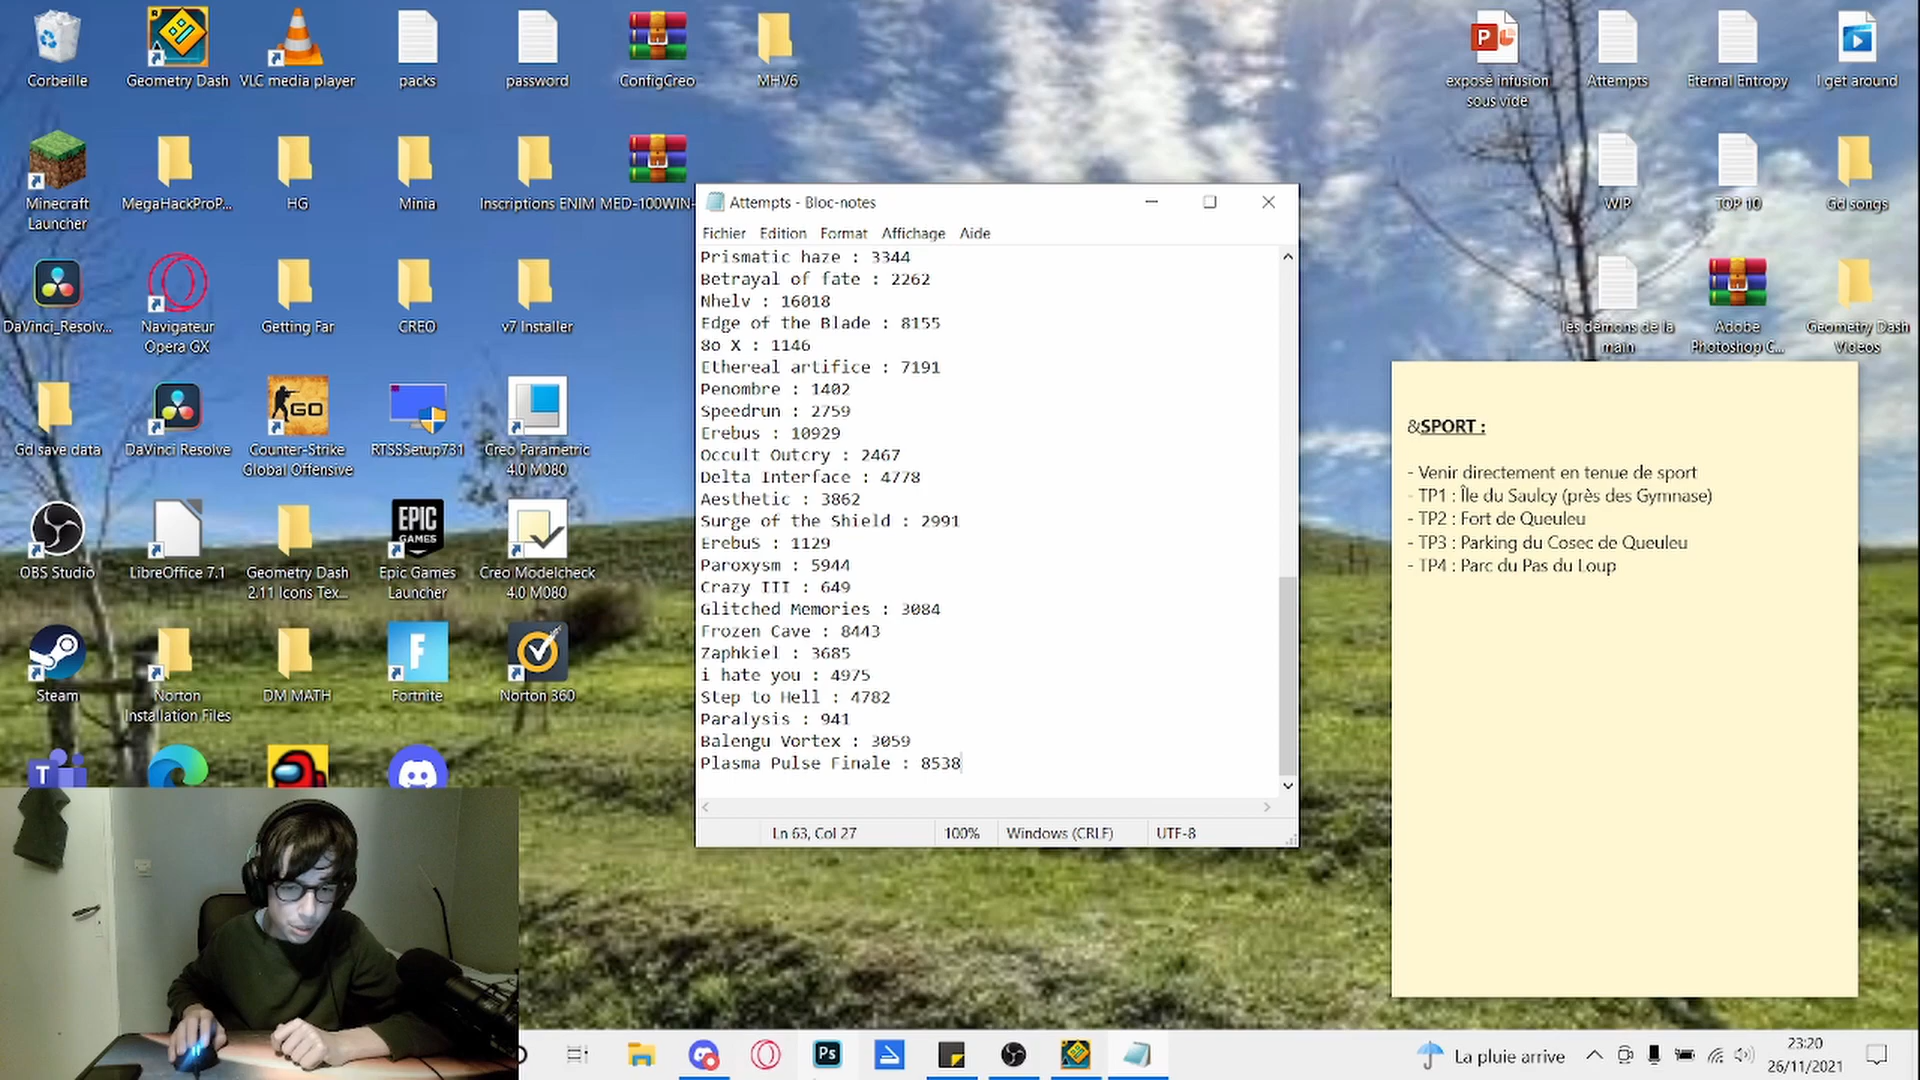 Corbeille
Geometry Dash
VLC media player
packs
password
ConfigCreo
MHV6
exposé infusion
sous vide
Attempts
Eternal Entropy
I get around
Minecraft
Launcher
MegaHackProP...
HG
CREO
Minia
Inscriptions ENIM
MED-100WIN-
WIP
TOP 10
Gd songs
DaVinci_Resolv...
Navigateur
Opera GX
Getting Far
CREO
v7 Installer
les démons de la
main
Adobe
Photoshop C...
Geometry Dash
Videos
Gd save data
DaVinci Resolve
GO
Counter-Strike
Global Offensive
RTSSSetup731
Creo Parametric
4.0 M080
OBS Studio
LibreOffice 7.1
Geometry Dash
2.11 Icons Tex...
EPIC
GAMES
Epic Games
Launcher
Creo Modelcheck
4.0 M080
Steam
Norton
Installation Files
DM MATH
Fortnite
Norton 360
Attempts - Bloc-notes
Fichier Edition Format Affichage Aide
Prismatic haze : 3344
Betrayal of fate : 2262
Nhelv : 16018
Edge of the Blade : 8155
8o X : 1146
Ethereal artifice : 7191
Penombre : 1402
Speedrun : 2759
Erebus : 10929
Occult Outcry : 2467
Delta Interface : 4778
Aesthetic : 3862
Surge of the Shield : 2991
ErebuS : 1129
Paroxysm : 5944
Crazy III : 649
Glitched Memories : 3084
Frozen Cave : 8443
Zaphkiel : 3685
i hate you : 4975
Step to Hell : 4782
Paralysis : 941
Balengu Vortex : 3059
Plasma Pulse Finale : 8538
Ln 63, Col 27
100%
Windows (CRLF)
UTF-8
&SPORT :
- Venir directement en tenue de sport
- TP1 : Île du Saulcy (près des Gymnase)
- TP2 : Fort de Queuleu
- TP3 : Parking du Cosec de Queuleu
- TP4 : Parc du Pas du Loup
Ps
La pluie arrive
23:20
26/11/2021